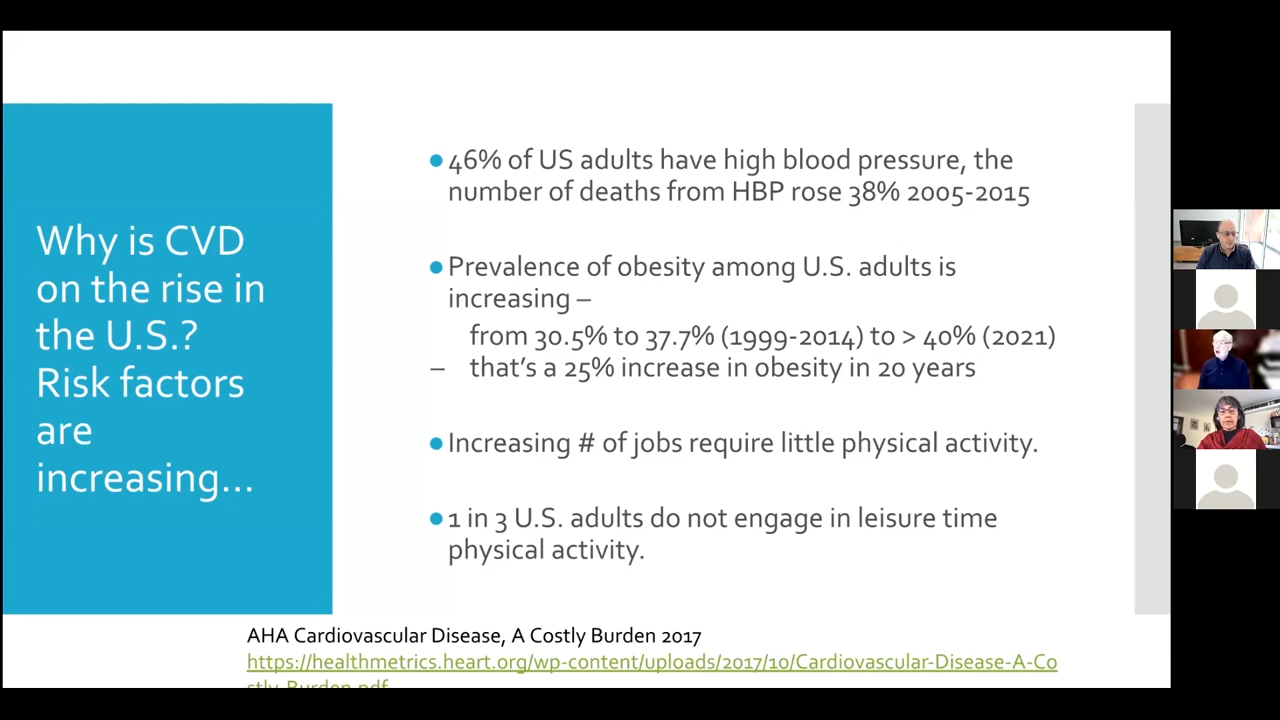 Why is CVD
on the rise in
the U.S.?
Risk factors
are
increasing...
46% of US adults have high blood pressure, the
number of deaths from HBP rose 38% 2005-2015
Prevalence of obesity among U.S. adults is
increasing –
from 30.5% to 37.7% (1999-2014) to > 40% (2021)
– that's a 25% increase in obesity in 20 years
Increasing # of jobs require little physical activity.
1 in 3 U.S. adults do not engage in leisure time
physical activity.
AHA Cardiovascular Disease, A Costly Burden 2017
https://healthmetrics.heart.org/wp-content/uploads/2017/10/Cardiovascular-Disease-A-Co
stly-Burden.pdf